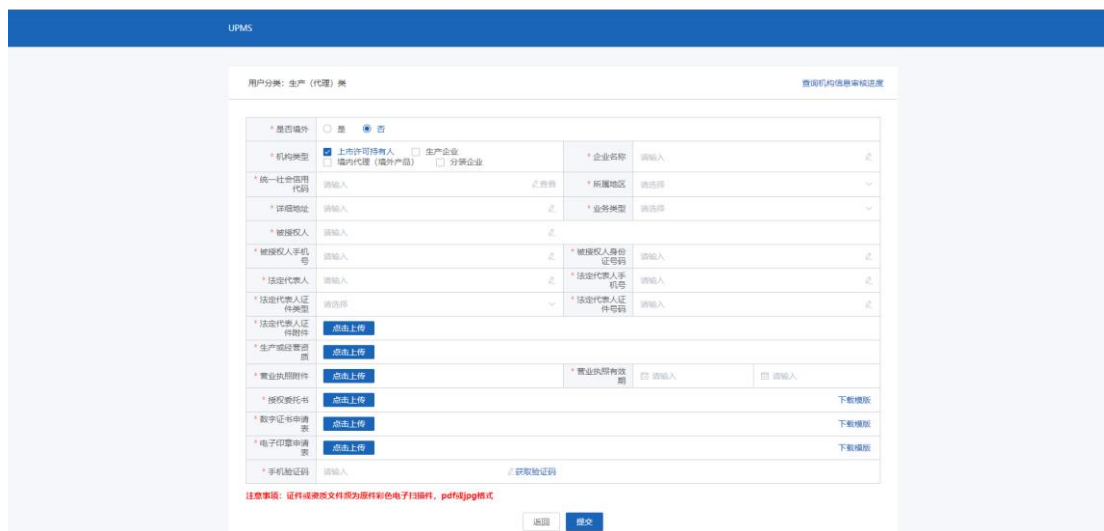 UPMS
用户分类：生产（代理）类 查询机构信息审核进度
* 是否境外 是 否
* 机构类型 上市许可持有人 生产企业 境内代理（境外产品） 分装企业 * 企业名称 请输入
* 统一社会信用代码 请输入 * 所属地区 请选择
* 详细地址 请输入 * 业务类型 请选择
* 被授权人 请输入
* 被授权人手机号 请输入 * 被授权人身份证号码 请输入
* 法定代表人 请输入 * 法定代表人手机号 请输入
* 法定代表人证件类型 请选择 * 法定代表人证件号码 请输入
* 法定代表人证件附件 点击上传
* 生产或经营资质 点击上传
* 营业执照附件 点击上传 * 营业执照有效期 请输入 请输入
* 授权委托书 点击上传 下载模版
* 数字证书申请表 点击上传 下载模版
* 电子印章申请表 点击上传 下载模版
* 手机验证码 请输入 获取验证码
注意事项：证件或资质文件须为原件彩色电子扫描件，pdf或jpg格式
返回 提交